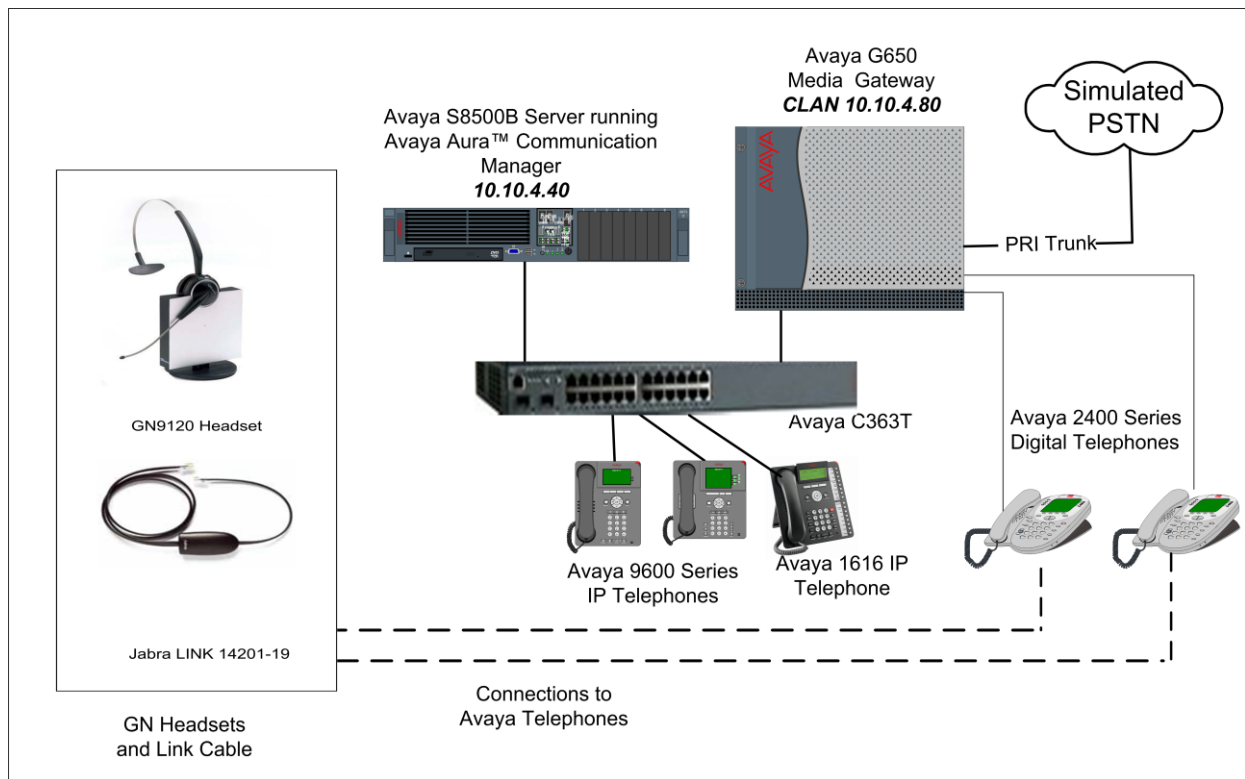 Avaya G650
Media Gateway
CLAN 10.10.4.80
Simulated
PSTN
Avaya S8500B Server running
Avaya Aura™ Communication
Manager
10.10.4.40
AVAYA
PRI Trunk
GN9120 Headset
Avaya C363T
Avaya 2400 Series
Digital Telephones
Avaya 9600 Series
IP Telephones
Avaya 1616 IP
Telephone
Jabra LINK 14201-19
Connections to
Avaya Telephones
GN Headsets
and Link Cable